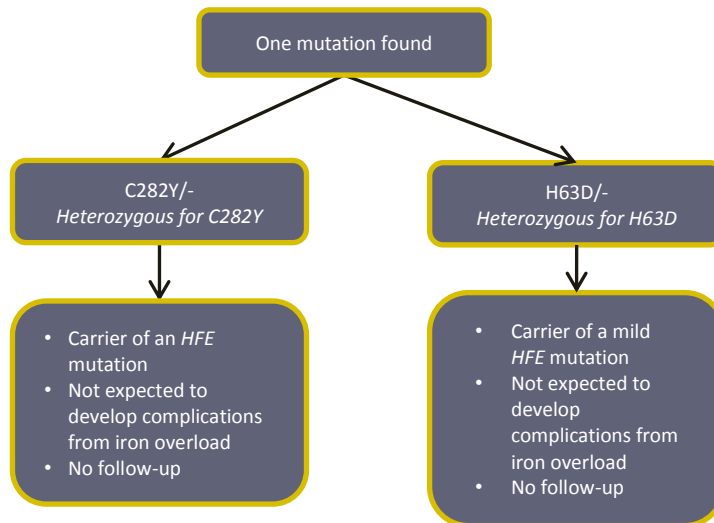 One mutation found
C282Y/-
Heterozygous for C282Y
H63D/-
Heterozygous for H63D
• Carrier of an HFE
mutation
• Not expected to
develop complications
from iron overload
• No follow-up
• Carrier of a mild
HFE mutation
• Not expected to
develop
complications from
iron overload
• No follow-up